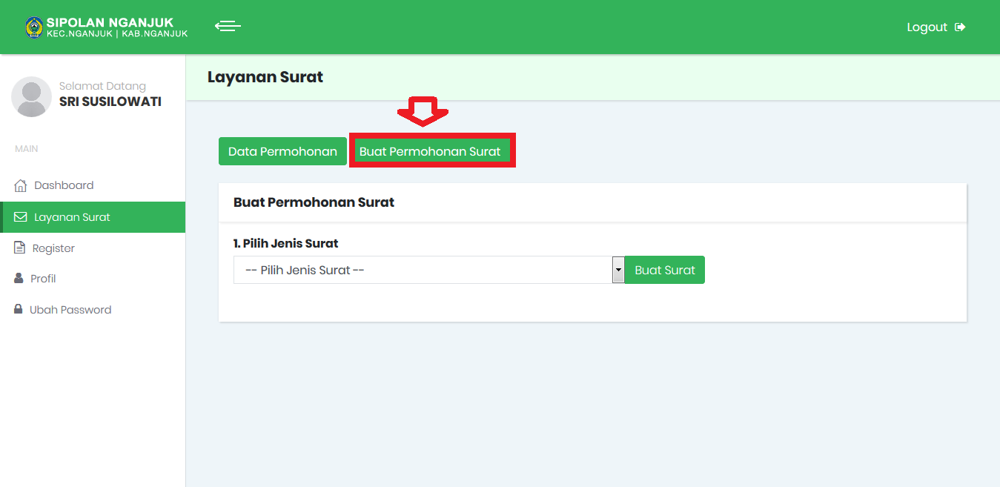 SIPOLAN NGANJUK
KEC.NGANJUK | KAB.NGANJUK
Logout
Selamat Datang
SRI SUSILOWATI
MAIN
Dashboard
Layanan Surat
Register
Profil
Ubah Password
Layanan Surat
Data Permohonan
Buat Permohonan Surat
Buat Permohonan Surat
1. Pilih Jenis Surat
-- Pilih Jenis Surat --
Buat Surat